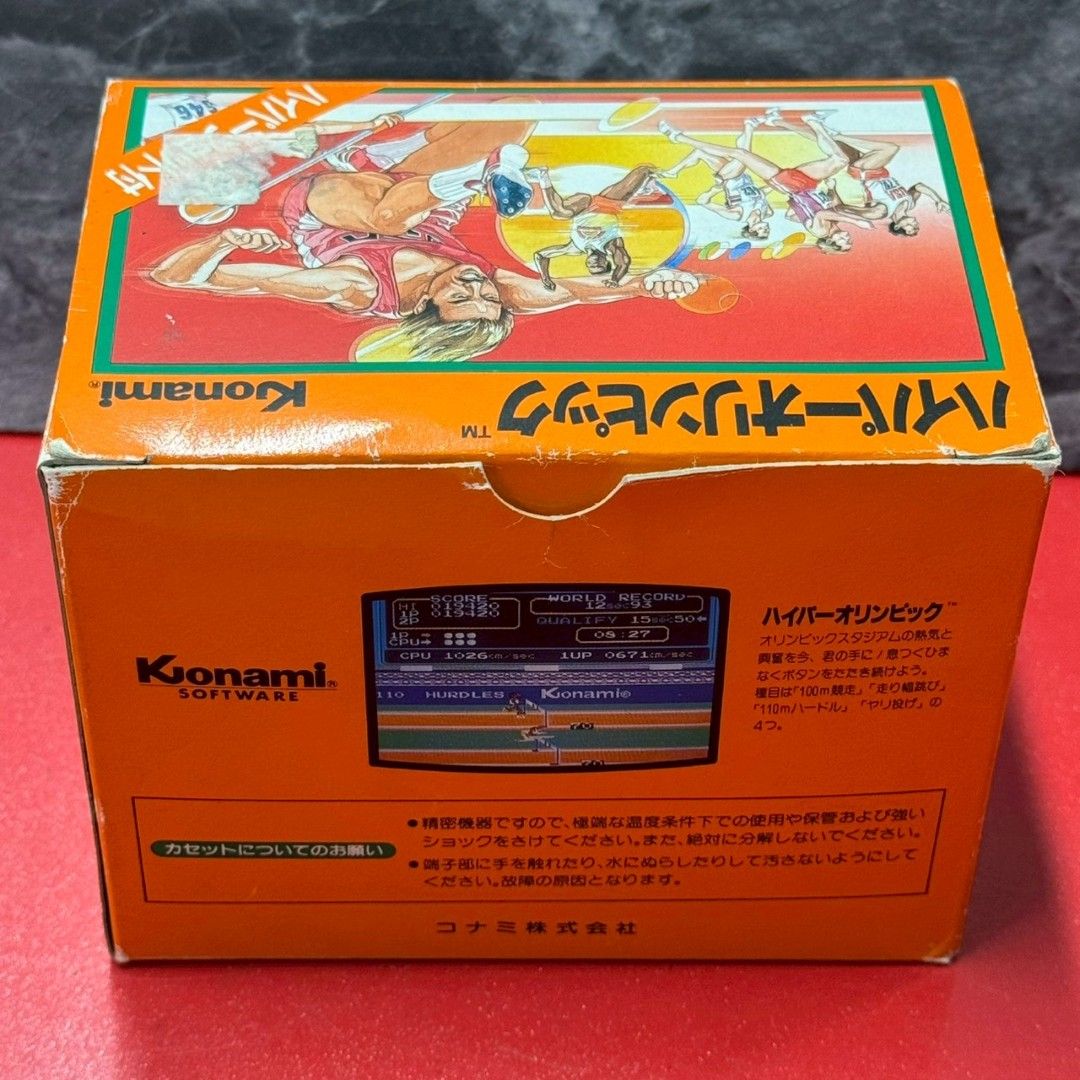 ハイパー
付
546
Konami®
ハイパーオリンピック™
SCORE
HI 019420
1P 019420
2P
1P →
CPU→
WORLD RECORD
12sec93
QUALIFY 15sec50←
08:27
CPU 1026cm/sec 1UP 0671cm/sec
110 HURDLES Konami©
Konami®
SOFTWARE
ハイパーオリンピック™
オリンピックスタジアムの熱気と
興奮を今、君の手に!息つくひま
なくボタンをたたき続けよう。
種目は「100m競走」「走り幅跳び」
「110mハードル」「ヤリ投げ」の
4つ。
カセットについてのお願い
●精密機器ですので、極端な温度条件下での使用や保管および強い
ショックをさけてください。また、絶対に分解しないでください。
●端子部に手を触れたり、水にぬらしたりして汚さないようにして
ください。故障の原因となります。
コナミ株式会社